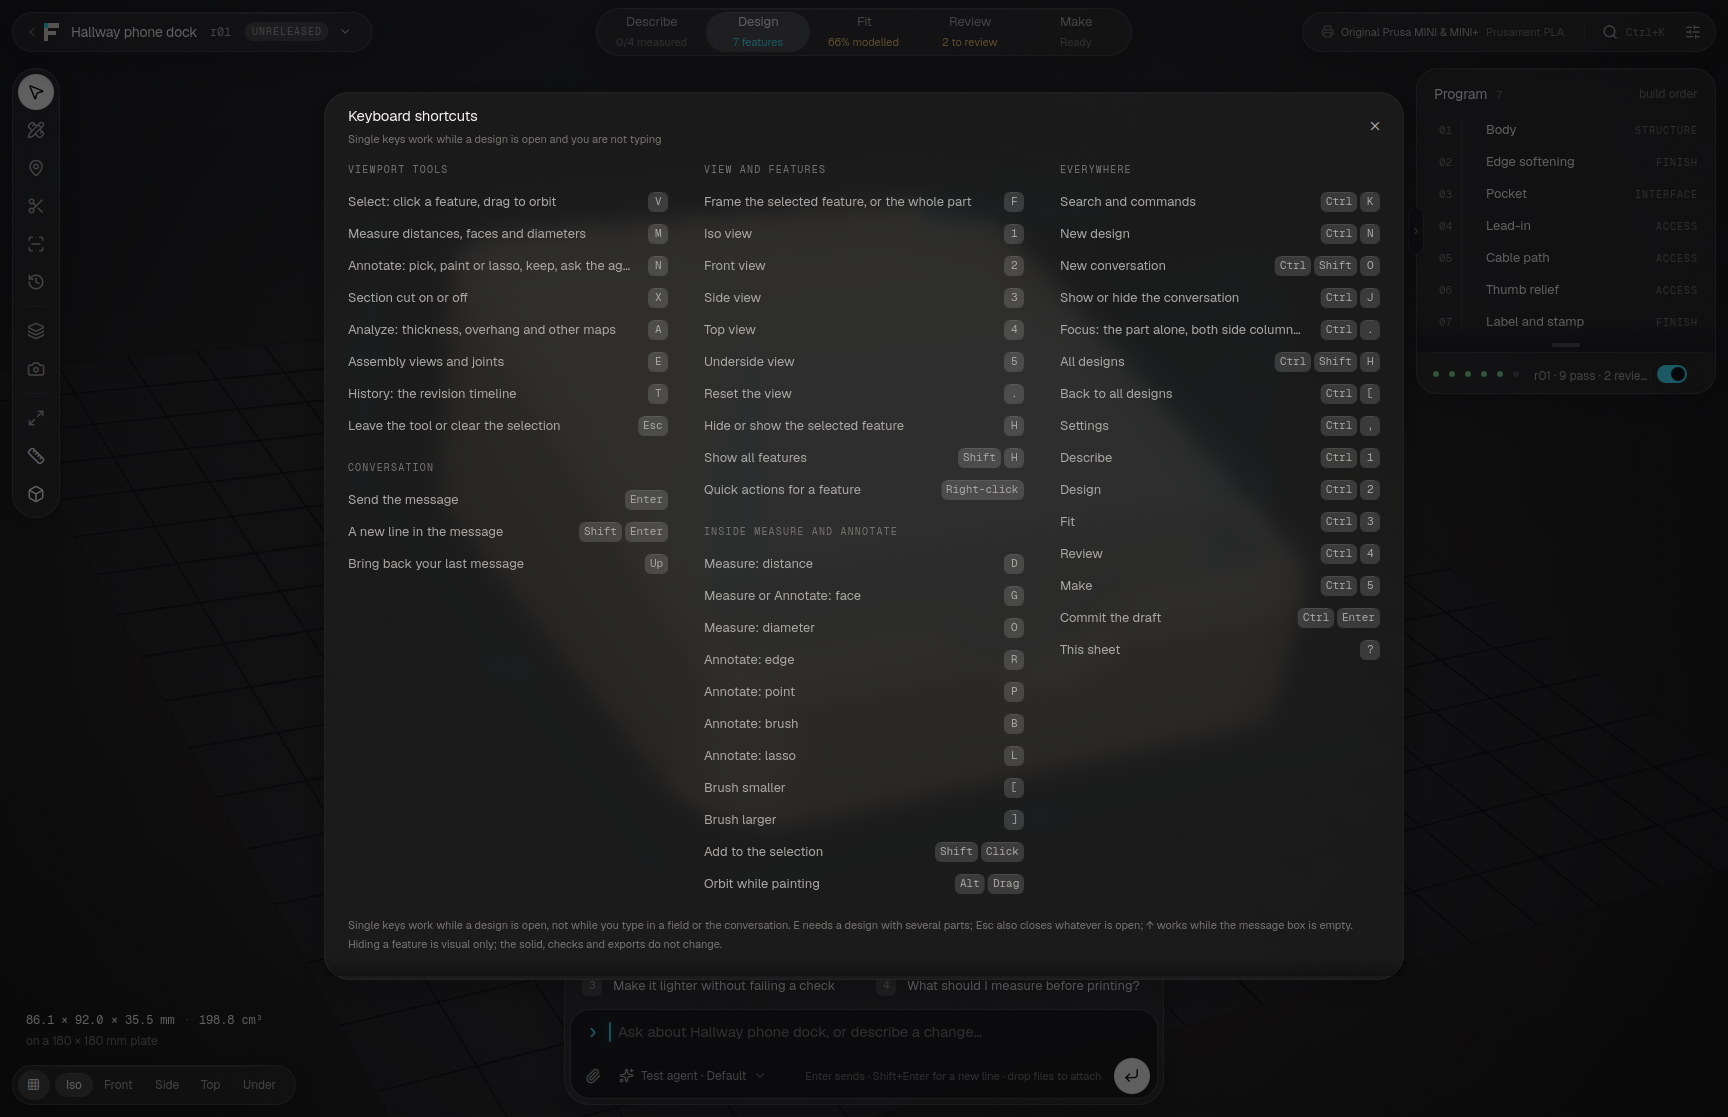 Hallway phone dock r01 UNRELEASED
Describe
0/4 measured
Design
7 features
Fit
66% modelled
Review
2 to review
Make
Ready
Original Prusa MINI & MINI+ Prusament PLA
Ctrl+K
Keyboard shortcuts
Single keys work while a design is open and you are not typing
VIEWPORT TOOLS
Select: click a feature, drag to orbit V
Measure distances, faces and diameters M
Annotate: pick, paint or lasso, keep, ask the ag… N
Section cut on or off X
Analyze: thickness, overhang and other maps A
Assembly views and joints E
History: the revision timeline T
Leave the tool or clear the selection Esc
CONVERSATION
Send the message Enter
A new line in the message Shift Enter
Bring back your last message Up
VIEW AND FEATURES
Frame the selected feature, or the whole part F
Iso view 1
Front view 2
Side view 3
Top view 4
Underside view 5
Reset the view .
Hide or show the selected feature H
Show all features Shift H
Quick actions for a feature Right-click
INSIDE MEASURE AND ANNOTATE
Measure: distance D
Measure or Annotate: face G
Measure: diameter O
Annotate: edge R
Annotate: point P
Annotate: brush B
Annotate: lasso L
Brush smaller [
Brush larger ]
Add to the selection Shift Click
Orbit while painting Alt Drag
EVERYWHERE
Search and commands Ctrl K
New design Ctrl N
New conversation Ctrl Shift O
Show or hide the conversation Ctrl J
Focus: the part alone, both side column… Ctrl .
All designs Ctrl Shift H
Back to all designs Ctrl [
Settings Ctrl ,
Describe Ctrl 1
Design Ctrl 2
Fit Ctrl 3
Review Ctrl 4
Make Ctrl 5
Commit the draft Ctrl Enter
This sheet ?
Single keys work while a design is open, not while you type in a field or the conversation. E needs a design with several parts; Esc also closes whatever is open; ↑ works while the message box is empty.
Hiding a feature is visual only; the solid, checks and exports do not change.
Program 7 build order
01 Body STRUCTURE
02 Edge softening FINISH
03 Pocket INTERFACE
04 Lead-in ACCESS
05 Cable path ACCESS
06 Thumb relief ACCESS
07 Label and stamp FINISH
r01 · 9 pass · 2 revie…
3 Make it lighter without failing a check
4 What should I measure before printing?
Ask about Hallway phone dock, or describe a change…
Test agent · Default
Enter sends · Shift+Enter for a new line · drop files to attach
86.1 × 92.0 × 35.5 mm · 198.8 cm³
on a 180 × 180 mm plate
Iso Front Side Top Under